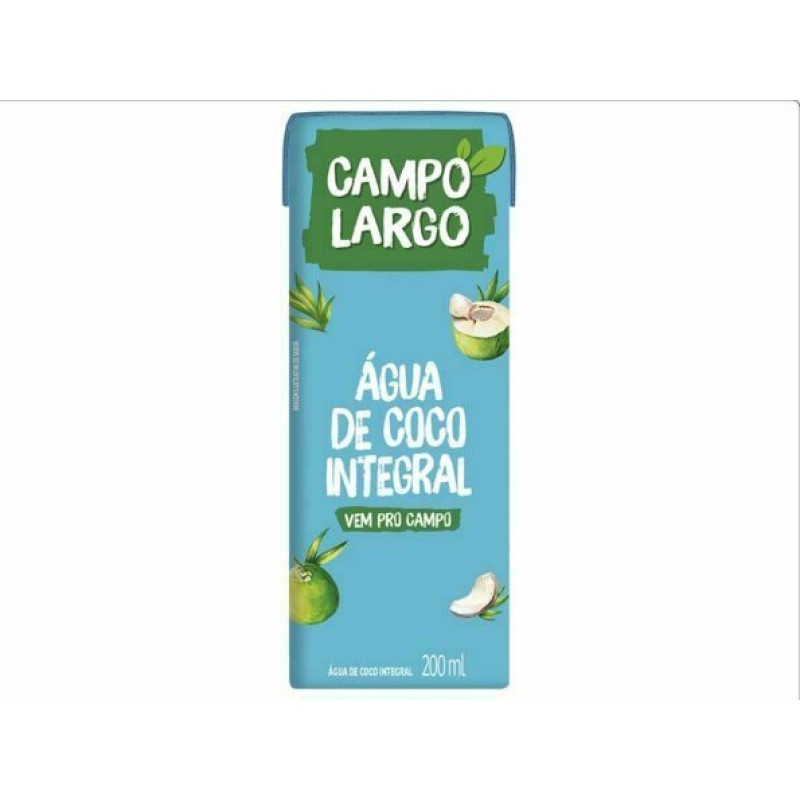 CAMPO
LARGO
ÁGUA
DE COCO
INTEGRAL
VEM PRO CAMPO
ÁGUA DE COCO INTEGRAL 200 ml